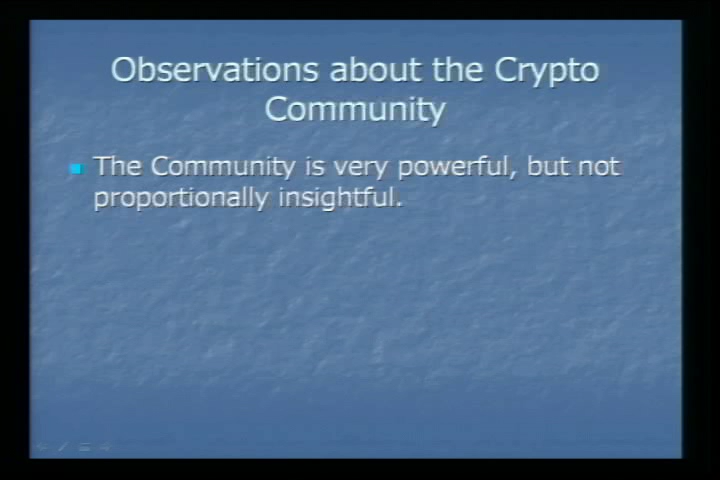 Observations about the Crypto
Community
The Community is very powerful, but not
proportionally insightful.